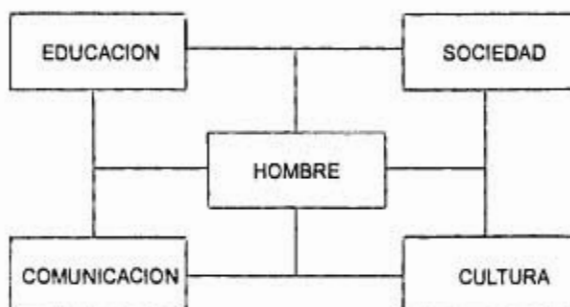 EDUCACION
SOCIEDAD
HOMBRE
COMUNICACION
CULTURA